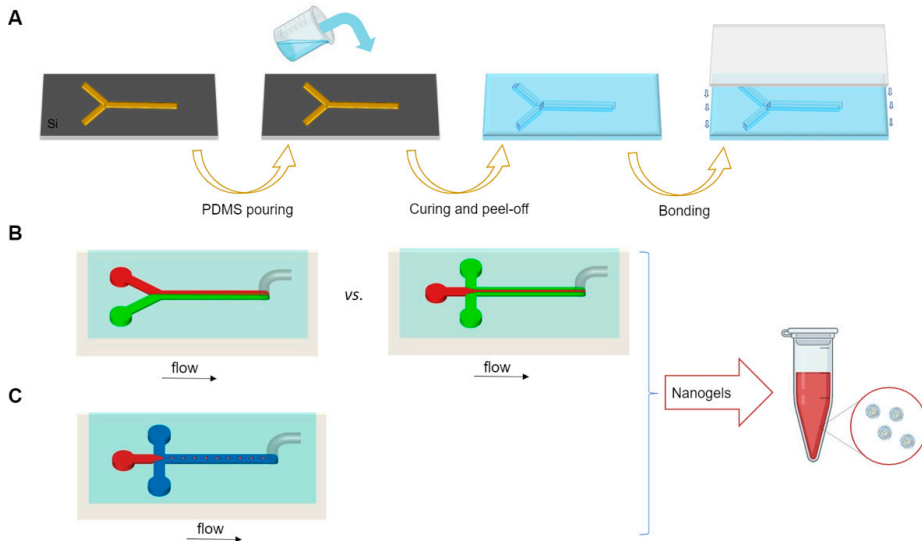 A
Si
PDMS pouring
Curing and peel-off
Bonding
B
vs.
flow
flow
Nanogels
C
flow